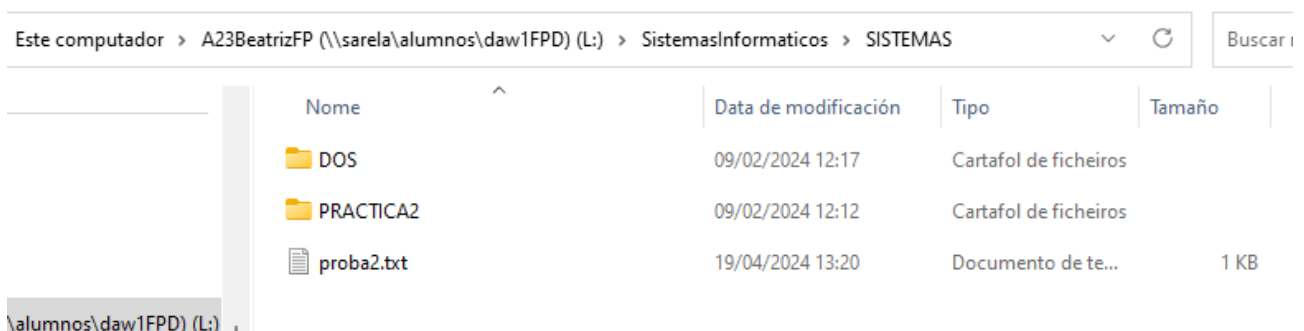 Este computador > A23BeatrizFP (\\sarela\alumnos\daw1FPD) (L:) > SistemasInformaticos > SISTEMAS Buscar
Nome Data de modificación Tipo Tamaño
DOS 09/02/2024 12:17 Cartafol de ficheiros
PRACTICA2 09/02/2024 12:12 Cartafol de ficheiros
proba2.txt 19/04/2024 13:20 Documento de te... 1 KB
\alumnos\daw1FPD) (L:)